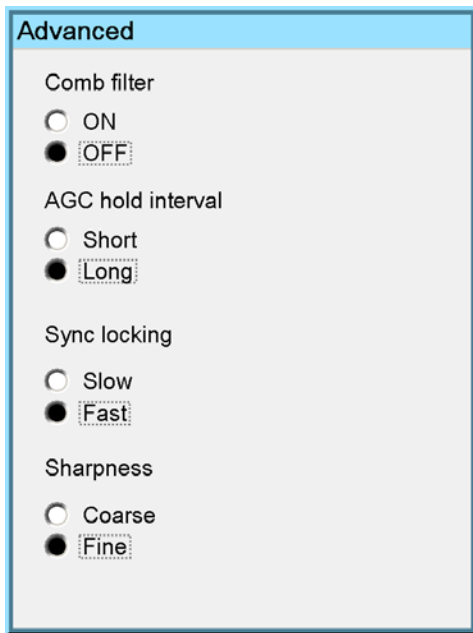 Advanced
Comb filter
ON
OFF
AGC hold interval
Short
Long
Sync locking
Slow
Fast
Sharpness
Coarse
Fine